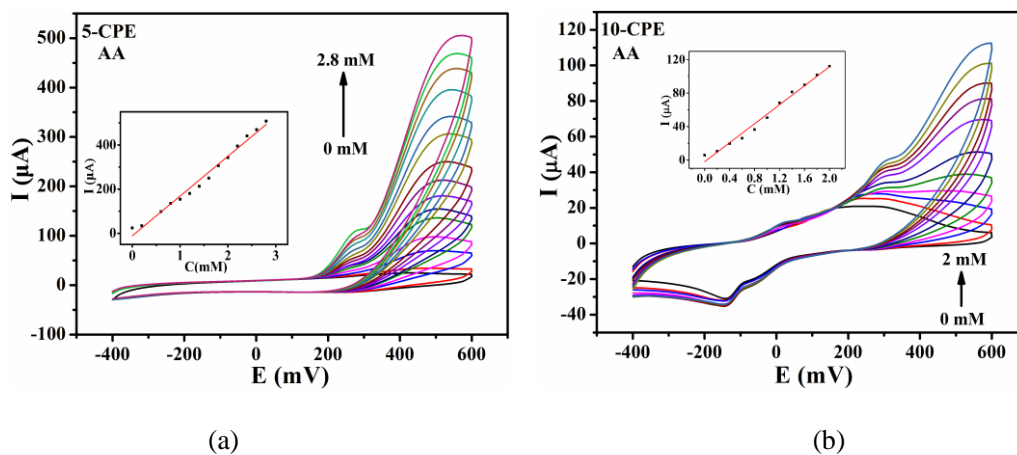 5-CPE
AA
2.8 mM
0 mM
500
400
300
200
100
0
-100
I (µA)
-400
-200
0
200
400
600
E (mV)
400
200
0
I (µA)
0
1
2
3
C(mM)
(a)
10-CPE
AA
2 mM
0 mM
120
100
80
60
40
20
0
-20
-40
I (µA)
-400
-200
0
200
400
600
E (mV)
120
80
40
0
I (µA)
0.0
0.4
0.8
1.2
1.6
2.0
C (mM)
(b)